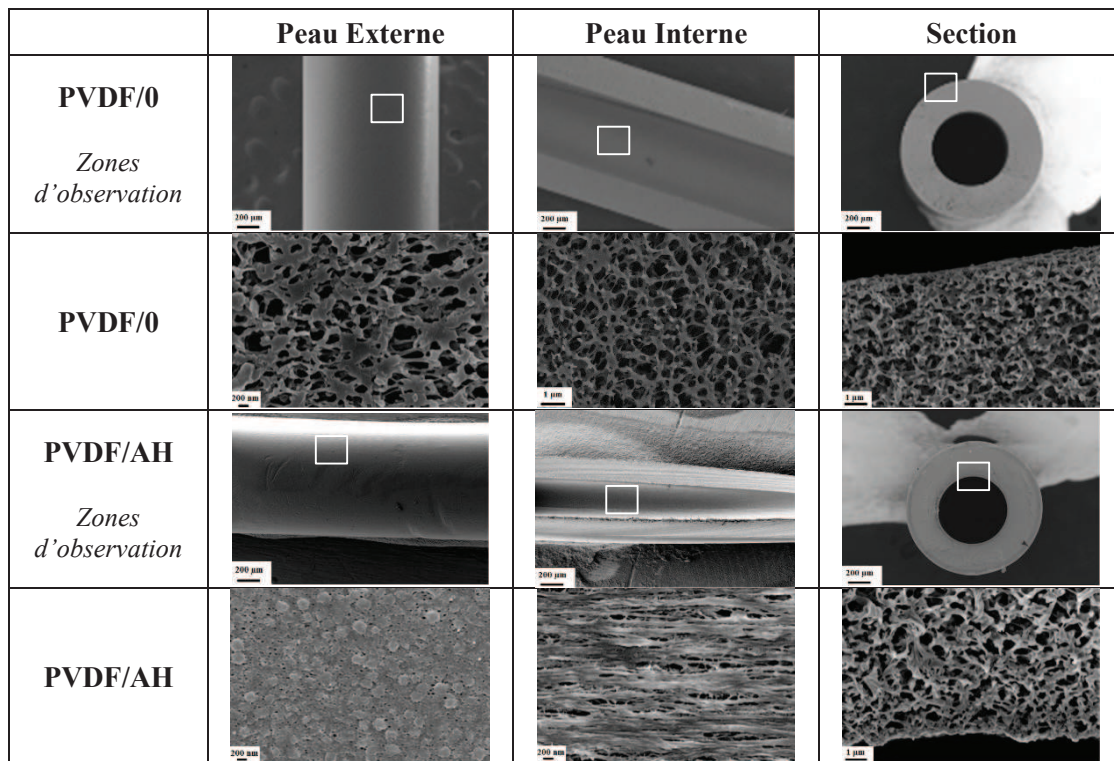 Peau Externe Peau Interne Section
PVDF/0
Zones
d’observation
200 µm 200 µm 200 µm
PVDF/0
200 nm 1 µm 1 µm
PVDF/AH
Zones
d’observation
200 µm 200 µm 200 µm
PVDF/AH
200 nm 200 nm 1 µm